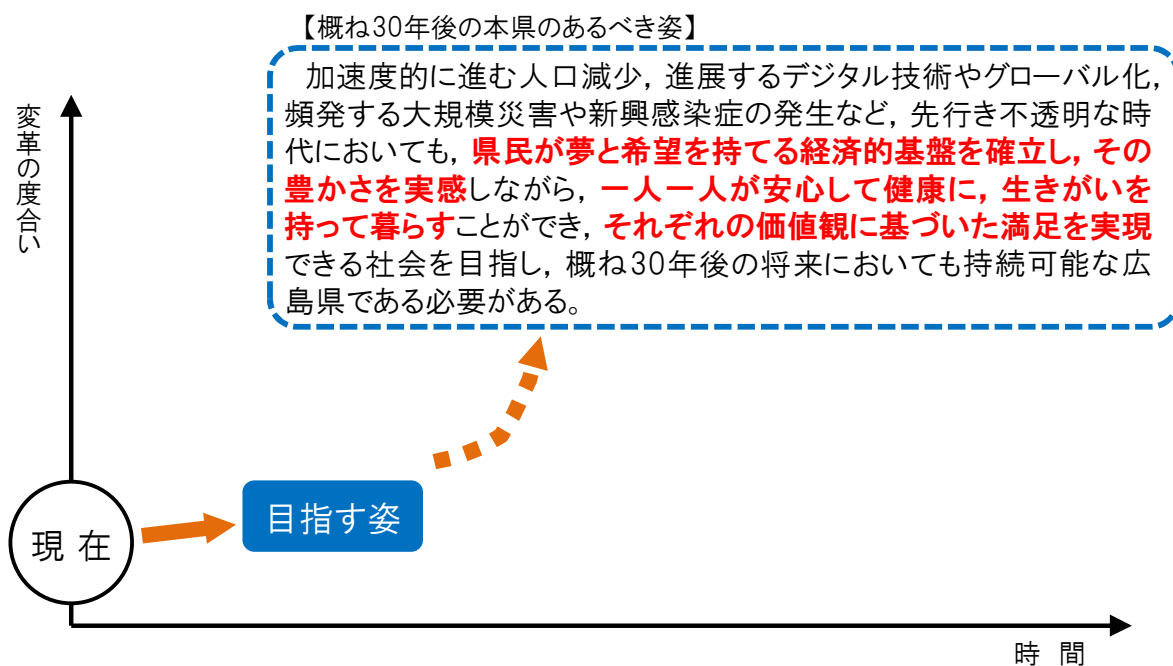 【概ね30年後の本県のあるべき姿】
加速度的に進む人口減少，進展するデジタル技術やグローバル化，
頻発する大規模災害や新興感染症の発生など，先行き不透明な時
代においても，県民が夢と希望を持てる経済的基盤を確立し，その
豊かさを実感しながら，一人一人が安心して健康に，生きがいを
持って暮らすことができ，それぞれの価値観に基づいた満足を実現
できる社会を目指し，概ね30年後の将来においても持続可能な広
島県である必要がある。
変革の度合い
目指す姿
現 在
時 間